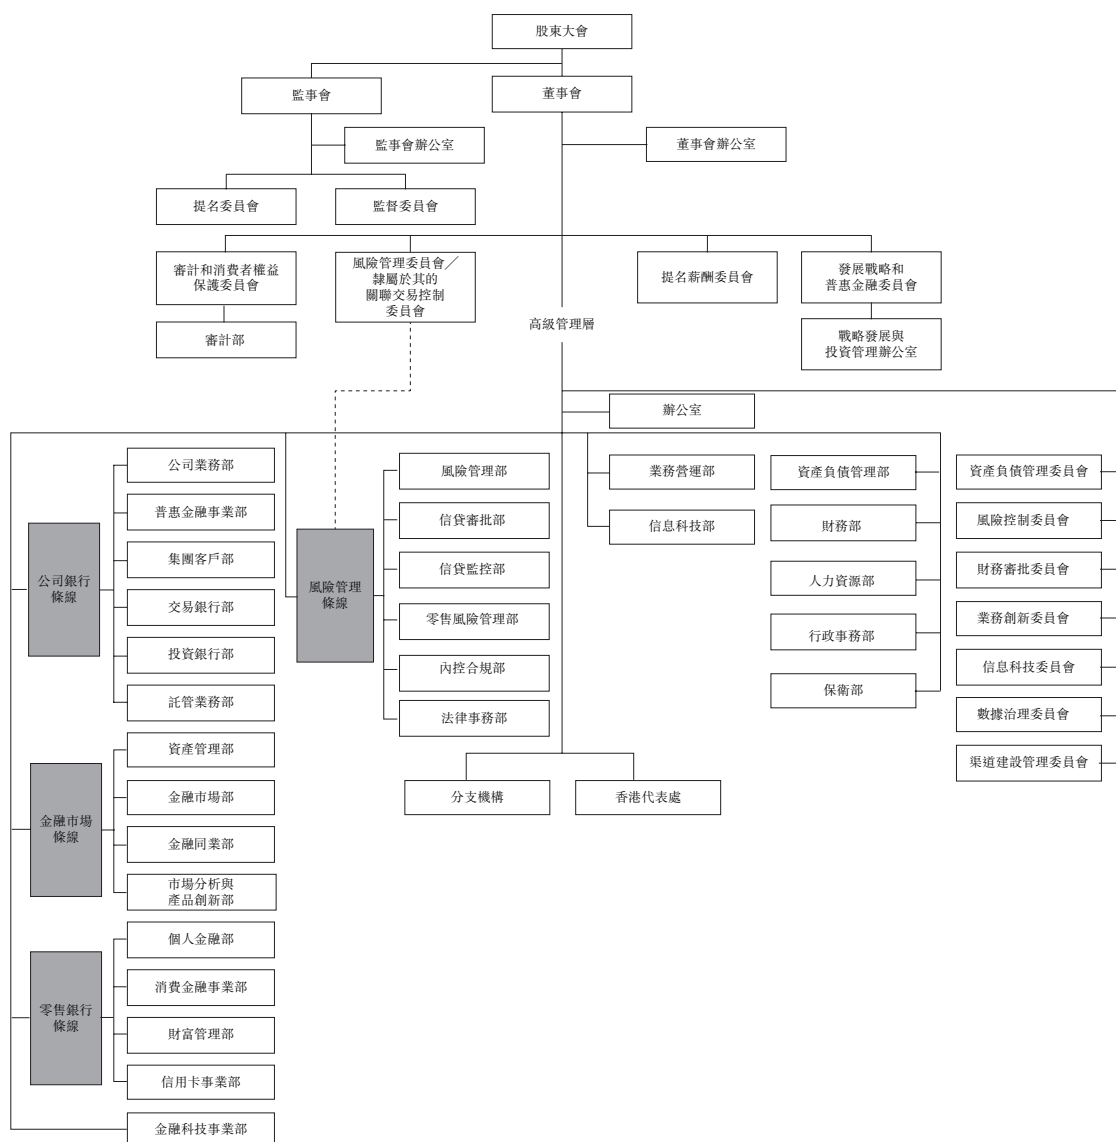 股東大會
監事會
董事會
監事會辦公室
董事會辦公室
提名委員會
監督委員會
審計和消費者權益
保護委員會
風險管理委員會／
隸屬於其的
關聯交易控制
委員會
提名薪酬委員會
發展戰略和
普惠金融委員會
審計部
高級管理層
戰略發展與
投資管理辦公室
辦公室
公司銀行
條線
公司業務部
普惠金融事業部
集團客戶部
交易銀行部
投資銀行部
託管業務部
金融市場
條線
資產管理部
金融市場部
金融同業部
市場分析與
產品創新部
零售銀行
條線
個人金融部
消費金融事業部
財富管理部
信用卡事業部
金融科技事業部
風險管理
條線
風險管理部
信貸審批部
信貸監控部
零售風險管理部
內控合規部
法律事務部
業務營運部
信息科技部
資產負債管理部
財務部
人力資源部
行政事務部
保衛部
資產負債管理委員會
風險控制委員會
財務審批委員會
業務創新委員會
信息科技委員會
數據治理委員會
渠道建設管理委員會
分支機構
香港代表處